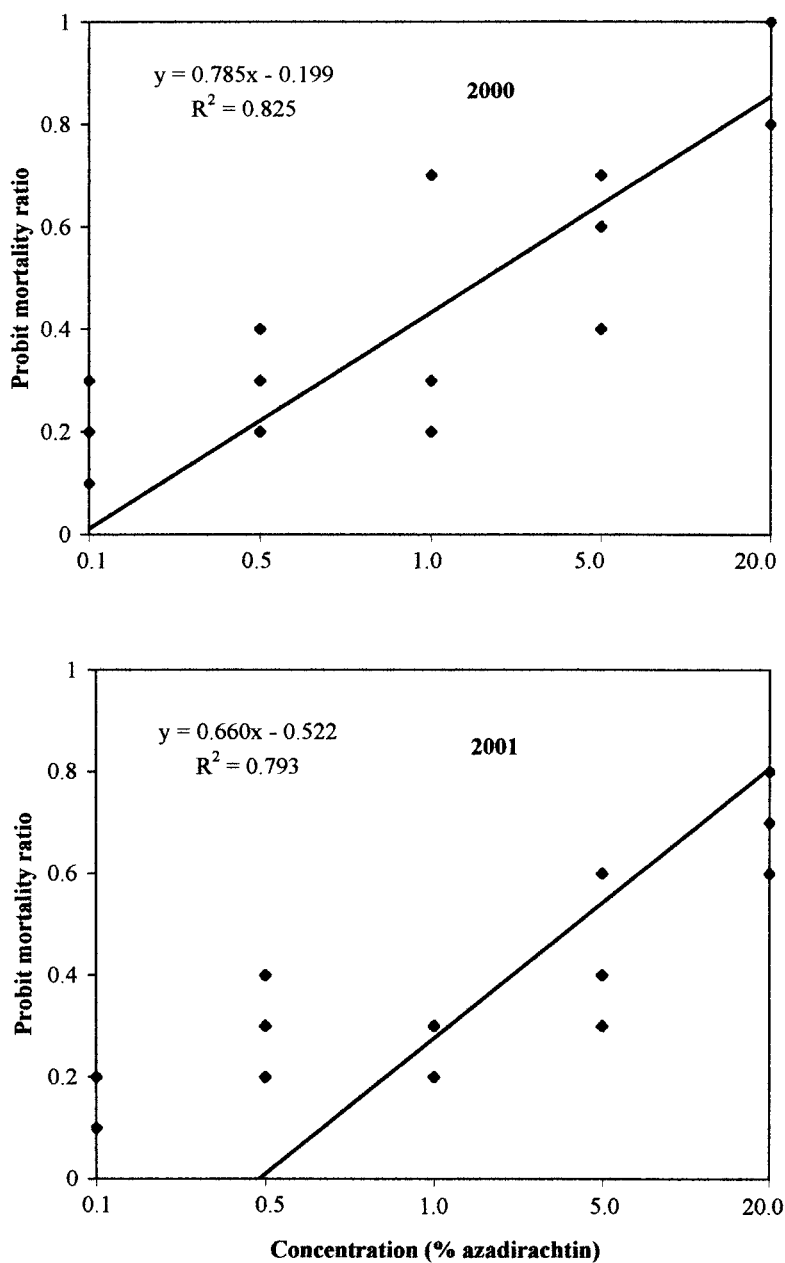 y = 0.785x - 0.199
R² = 0.825
2000
Probit mortality ratio
1
0.8
0.6
0.4
0.2
0
0.1 0.5 1.0 5.0 20.0
y = 0.660x - 0.522
R² = 0.793
2001
Probit mortality ratio
1
0.8
0.6
0.4
0.2
0
0.1 0.5 1.0 5.0 20.0
Concentration (% azadirachtin)